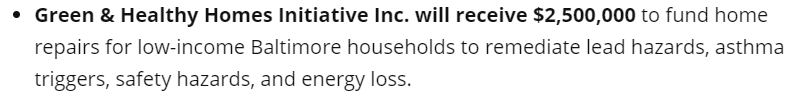 • Green & Healthy Homes Initiative Inc. will receive $2,500,000 to fund home
repairs for low-income Baltimore households to remediate lead hazards, asthma
triggers, safety hazards, and energy loss.